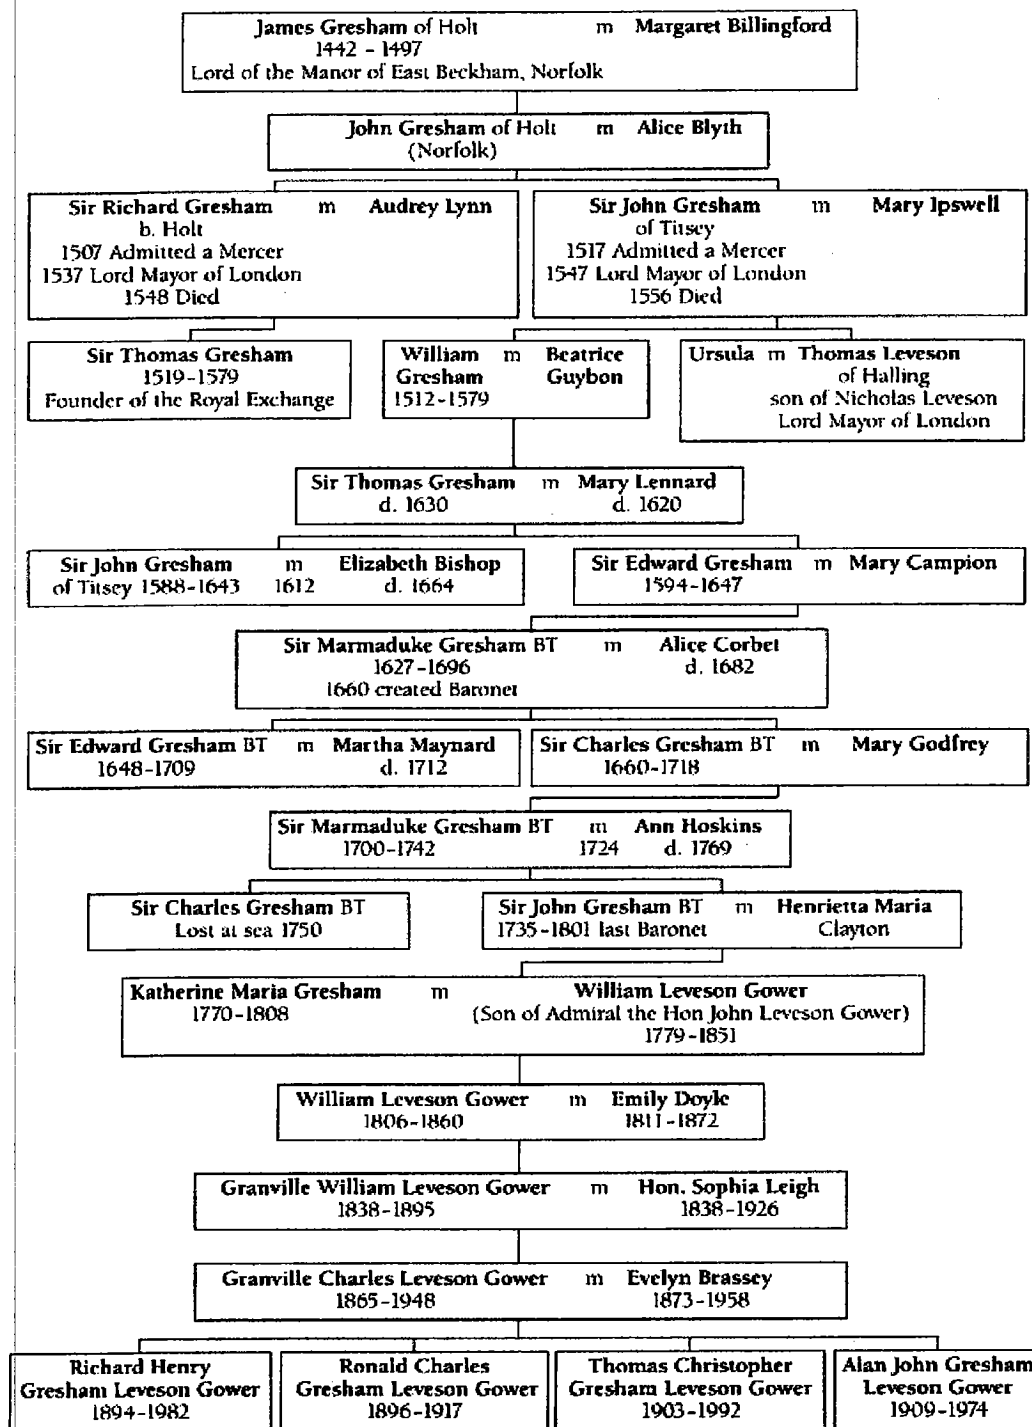 James Gresham of Holt m Margaret Billingford
1442 - 1497
Lord of the Manor of East Beckham, Norfolk
John Gresham of Holt m Alice Blyth
(Norfolk)
Sir Richard Gresham m Audrey Lynn
b. Holt
1507 Admitted a Mercer
1537 Lord Mayor of London
1548 Died
Sir John Gresham m Mary Ipswell
of Titsey
1517 Admitted a Mercer
1547 Lord Mayor of London
1556 Died
Sir Thomas Gresham
1519-1579
Founder of the Royal Exchange
William m Beatrice
Gresham Guybon
1512-1579
Ursula m Thomas Leveson
of Halling
son of Nicholas Leveson
Lord Mayor of London
Sir Thomas Gresham m Mary Lennard
d. 1630 d. 1620
Sir John Gresham m Elizabeth Bishop
of Titsey 1588-1643 1612 d. 1664
Sir Edward Gresham m Mary Campion
1594-1647
Sir Marmaduke Gresham BT m Alice Corbet
1627-1696 d. 1682
1660 created Baronet
Sir Edward Gresham BT m Martha Maynard
1648-1709 d. 1712
Sir Charles Gresham BT m Mary Godfrey
1660-1718
Sir Marmaduke Gresham BT m Ann Hoskins
1700-1742 1724 d. 1769
Sir Charles Gresham BT
Lost at sea 1750
Sir John Gresham BT m Henrietta Maria
1735-1801 last Baronet Clayton
Katherine Maria Gresham m William Leveson Gower
1770-1808 (Son of Admiral the Hon John Leveson Gower)
1779-1851
William Leveson Gower m Emily Doyle
1806-1860 1811-1872
Granville William Leveson Gower m Hon. Sophia Leigh
1838-1895 1838-1926
Granville Charles Leveson Gower m Evelyn Brassey
1865-1948 1873-1958
Richard Henry
Gresham Leveson Gower
1894-1982
Ronald Charles
Gresham Leveson Gower
1896-1917
Thomas Christopher
Gresham Leveson Gower
1903-1992
Alan John Gresham
Leveson Gower
1909-1974